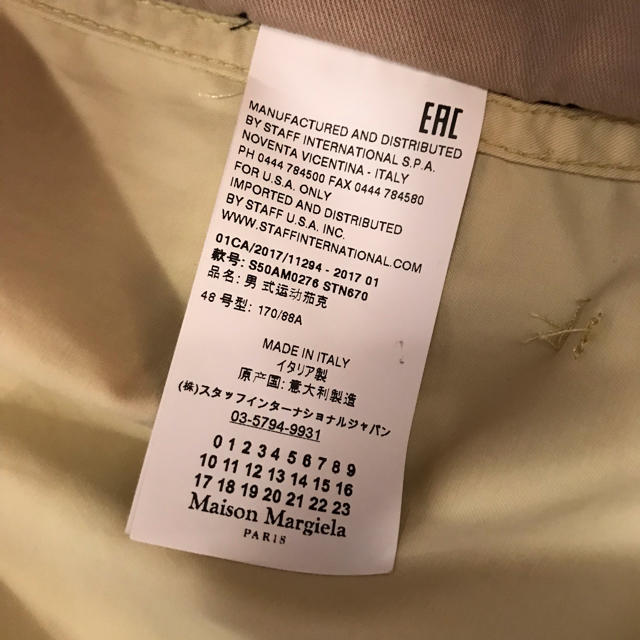 EAC
MANUFACTURED AND DISTRIBUTED
BY STAFF INTERNATIONAL S.P.A.
NOVENTA VICENTINA - ITALY
PH 0444 784500 FAX 0444 784580
FOR U.S.A. ONLY
IMPORTED AND DISTRIBUTED
BY STAFF U.S.A. INC.
WWW.STAFFINTERNATIONAL.COM
01CA/2017/11294 - 2017 01
款号: S50AM0276 STN670
品名: 男 式运动茄克
48 号型: 170/88A
MADE IN ITALY
イタリア製
原产国: 意大利製造
(株)スタッフインターナショナルジャパン
03-5794-9931
0 1 2 3 4 5 6 7 8 9
10 11 12 13 14 15 16
17 18 19 20 21 22 23
Maison Margiela
PARIS